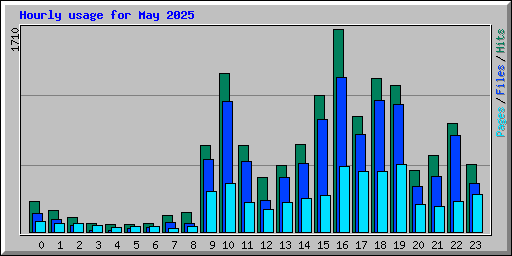 Hourly usage for May 2025
1710
Pages / Files / Hits
0 1 2 3 4 5 6 7 8 9 10 11 12 13 14 15 16 17 18 19 20 21 22 23